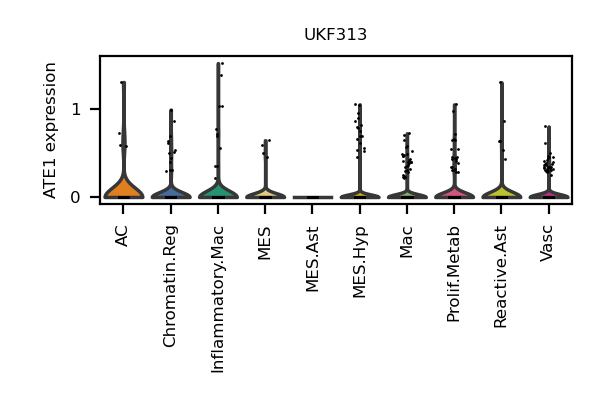 UKF313
ATE1 expression
1
0
AC
Chromatin.Reg
Inflammatory.Mac
MES
MES.Ast
MES.Hyp
Mac
Prolif.Metab
Reactive.Ast
Vasc